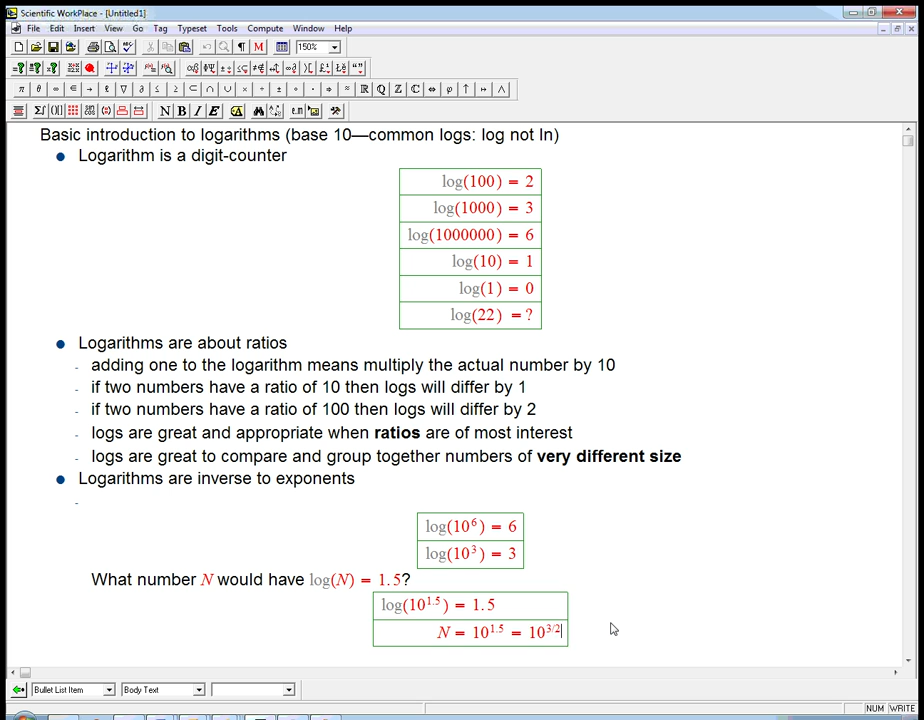 Scientific WorkPlace - [Untitled1]
File Edit Insert View Go Tag Typeset Tools Compute Window Help
150%
N B I E
Basic introduction to logarithms (base 10—common logs: log not ln)
Logarithm is a digit-counter
log(100) = 2
log(1000) = 3
log(1000000) = 6
log(10) = 1
log(1) = 0
log(22) = ?
Logarithms are about ratios
- adding one to the logarithm means multiply the actual number by 10
- if two numbers have a ratio of 10 then logs will differ by 1
- if two numbers have a ratio of 100 then logs will differ by 2
- logs are great and appropriate when ratios are of most interest
- logs are great to compare and group together numbers of very different size
Logarithms are inverse to exponents
-
log(10⁶) = 6
log(10³) = 3
What number N would have log(N) = 1.5?
log(10^1.5) = 1.5
N = 10^1.5 = 10^3/2
Bullet List Item Body Text
NUM WRITE